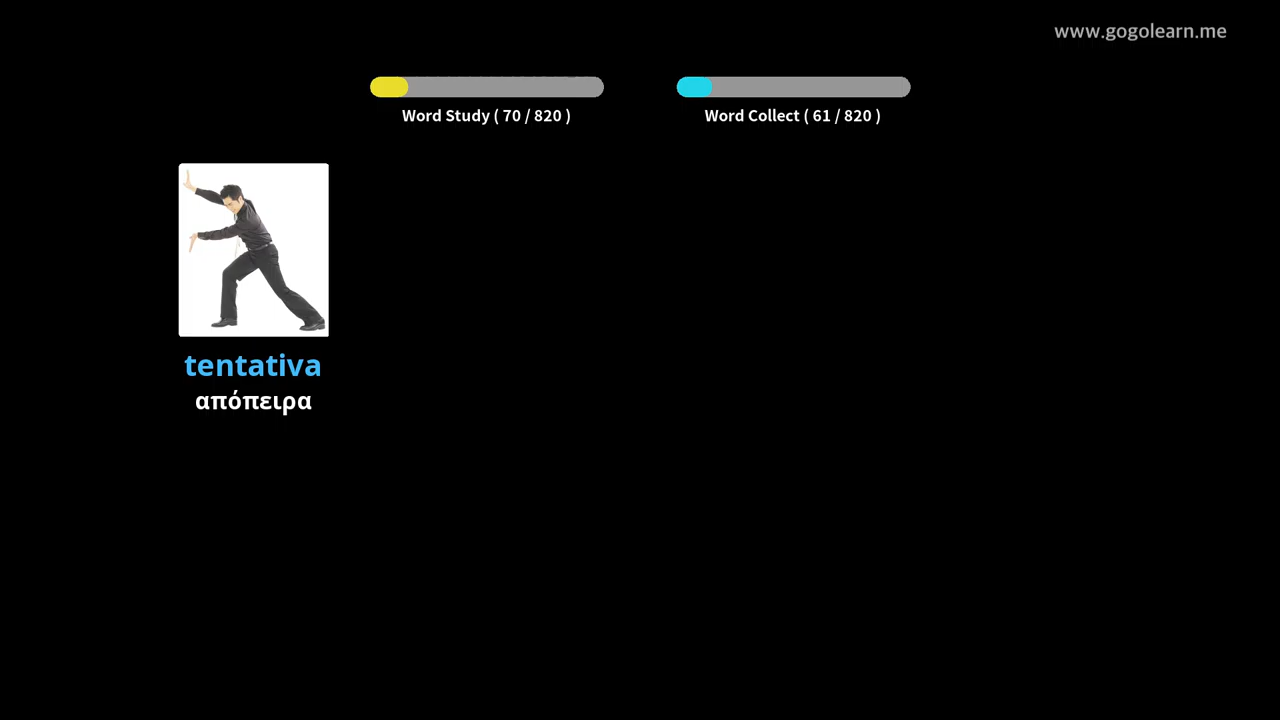 www.gogolearn.me
Word Study ( 70 / 820 )
Word Collect ( 61 / 820 )
tentativa
απόπειρα